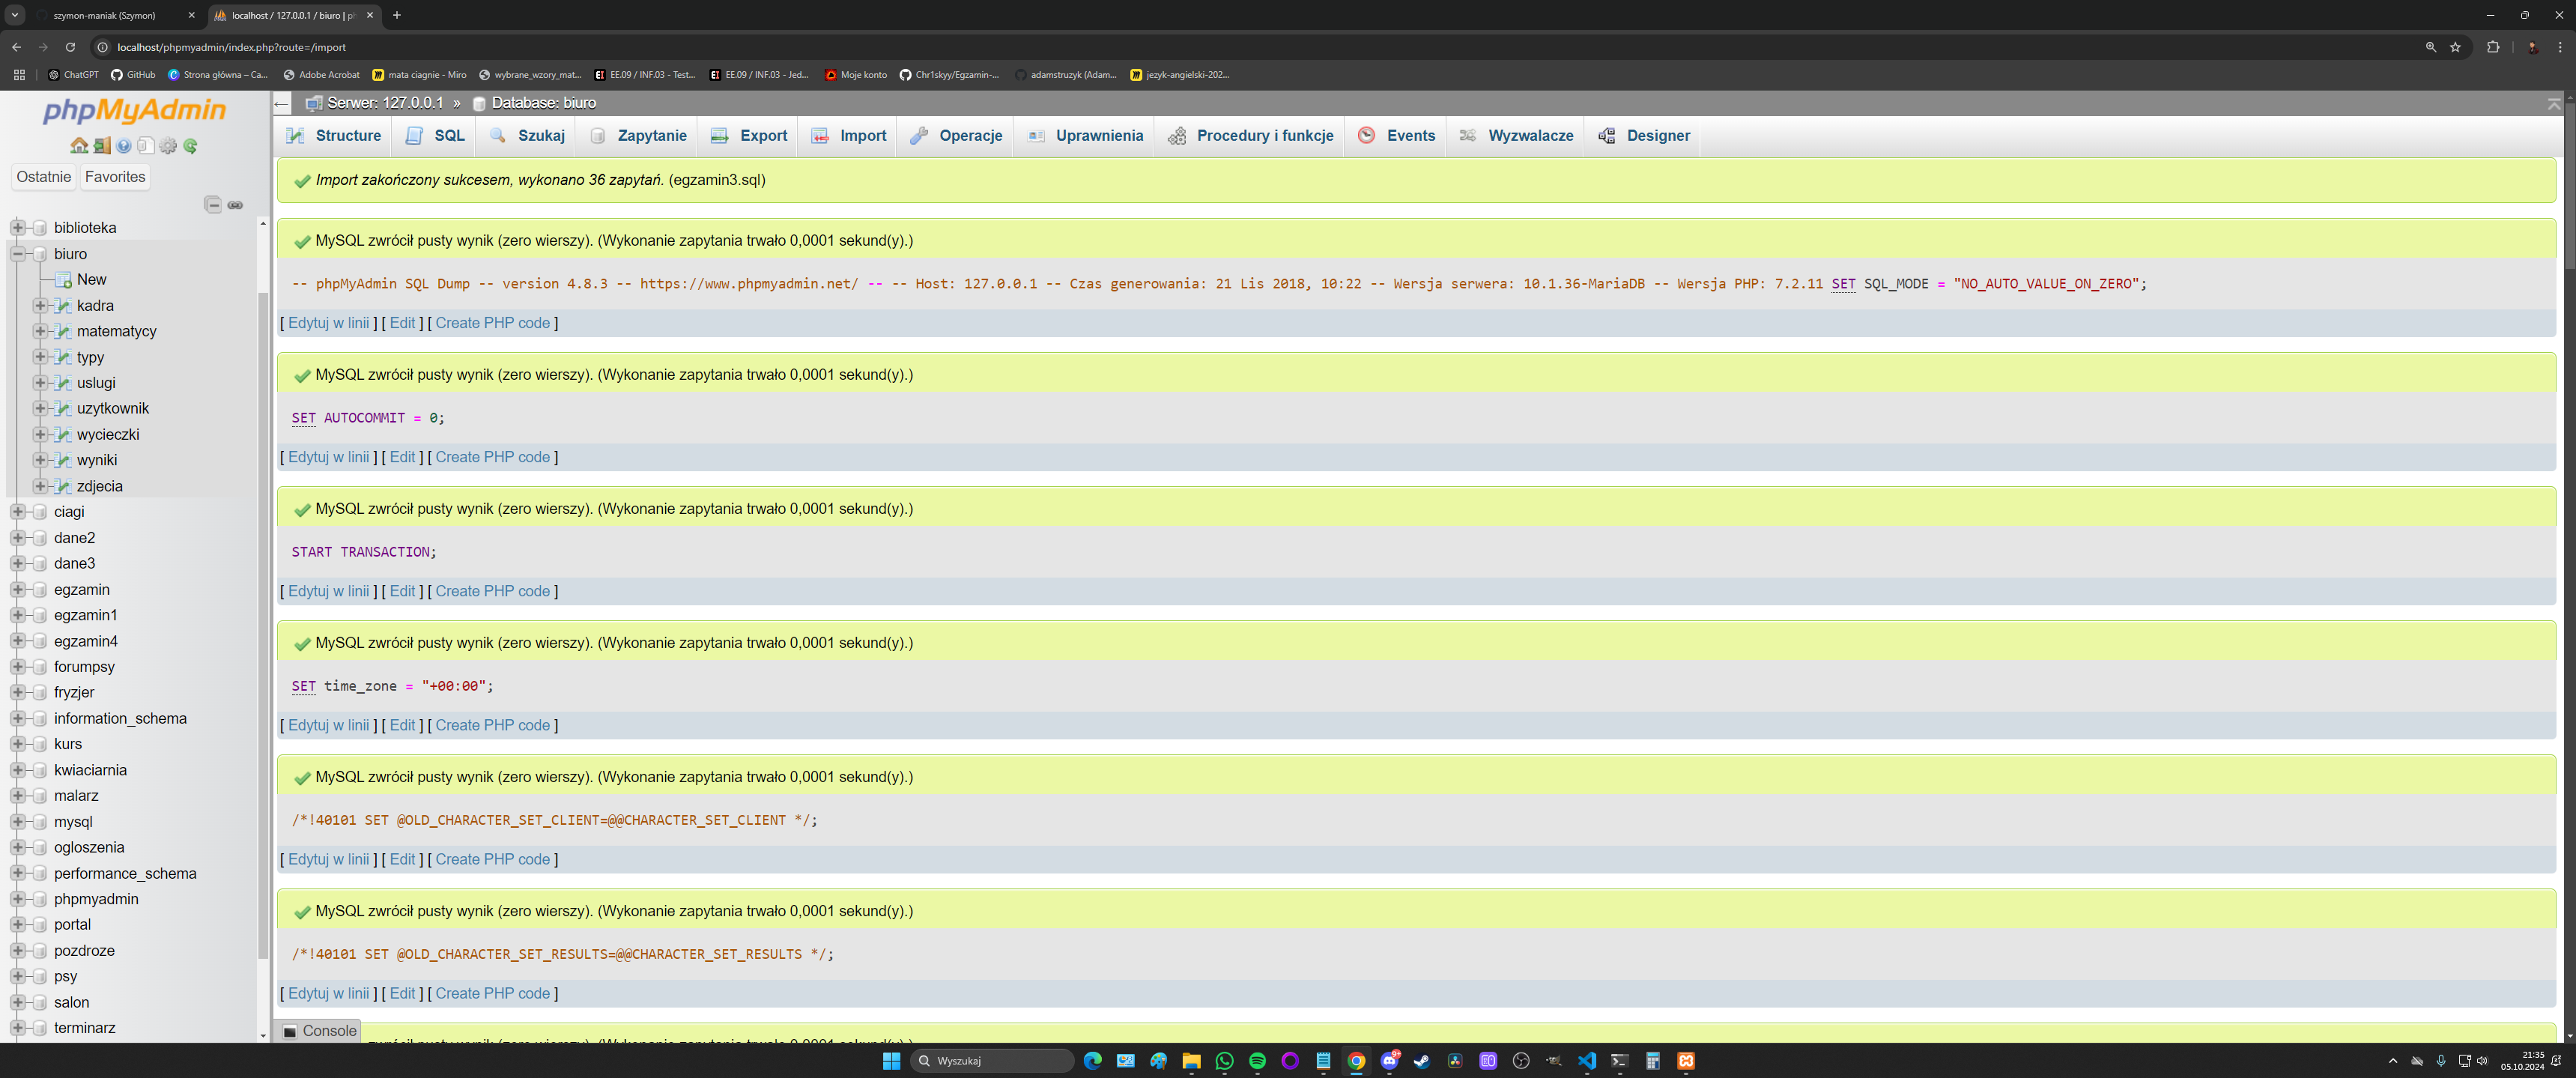 szymon-maniak (Szymon)
localhost / 127.0.0.1 / biuro | p
localhost/phpmyadmin/index.php?route=/import
ChatGPT
GitHub
Strona główna – Ca...
Adobe Acrobat
mata ciagnie - Miro
wybrane_wzory_mat...
EE.09 / INF.03 - Test...
EE.09 / INF.03 - Jed...
Moje konto
Chr1skyy/Egzamin-...
adamstruzyk (Adam...
jezyk-angielski-202...
phpMyAdmin
Ostatnie
Favorites
biblioteka
biuro
New
kadra
matematycy
typy
uslugi
uzytkownik
wycieczki
wyniki
zdjecia
ciagi
dane2
dane3
egzamin
egzamin1
egzamin4
forumpsy
fryzjer
information_schema
kurs
kwiaciarnia
malarz
mysql
ogloszenia
performance_schema
phpmyadmin
portal
pozdroze
psy
salon
terminarz
Serwer: 127.0.0.1 » Database: biuro
Structure
SQL
Szukaj
Zapytanie
Export
Import
Operacje
Uprawnienia
Procedury i funkcje
Events
Wyzwalacze
Designer
Import zakończony sukcesem, wykonano 36 zapytań. (egzamin3.sql)
MySQL zwrócił pusty wynik (zero wierszy). (Wykonanie zapytania trwało 0,0001 sekund(y).)
-- phpMyAdmin SQL Dump -- version 4.8.3 -- https://www.phpmyadmin.net/ -- -- Host: 127.0.0.1 -- Czas generowania: 21 Lis 2018, 10:22 -- Wersja serwera: 10.1.36-MariaDB -- Wersja PHP: 7.2.11 SET SQL_MODE = "NO_AUTO_VALUE_ON_ZERO";
[ Edytuj w linii ] [ Edit ] [ Create PHP code ]
MySQL zwrócił pusty wynik (zero wierszy). (Wykonanie zapytania trwało 0,0001 sekund(y).)
SET AUTOCOMMIT = 0;
[ Edytuj w linii ] [ Edit ] [ Create PHP code ]
MySQL zwrócił pusty wynik (zero wierszy). (Wykonanie zapytania trwało 0,0001 sekund(y).)
START TRANSACTION;
[ Edytuj w linii ] [ Edit ] [ Create PHP code ]
MySQL zwrócił pusty wynik (zero wierszy). (Wykonanie zapytania trwało 0,0001 sekund(y).)
SET time_zone = "+00:00";
[ Edytuj w linii ] [ Edit ] [ Create PHP code ]
MySQL zwrócił pusty wynik (zero wierszy). (Wykonanie zapytania trwało 0,0001 sekund(y).)
/*!40101 SET @OLD_CHARACTER_SET_CLIENT=@@CHARACTER_SET_CLIENT */;
[ Edytuj w linii ] [ Edit ] [ Create PHP code ]
MySQL zwrócił pusty wynik (zero wierszy). (Wykonanie zapytania trwało 0,0001 sekund(y).)
/*!40101 SET @OLD_CHARACTER_SET_RESULTS=@@CHARACTER_SET_RESULTS */;
[ Edytuj w linii ] [ Edit ] [ Create PHP code ]
Console
zwrócił pusty wynik (zero wierszy). (Wykonanie zapytania trwało 0,0001 sekund(y).)
Wyszukaj
21:35
05.10.2024